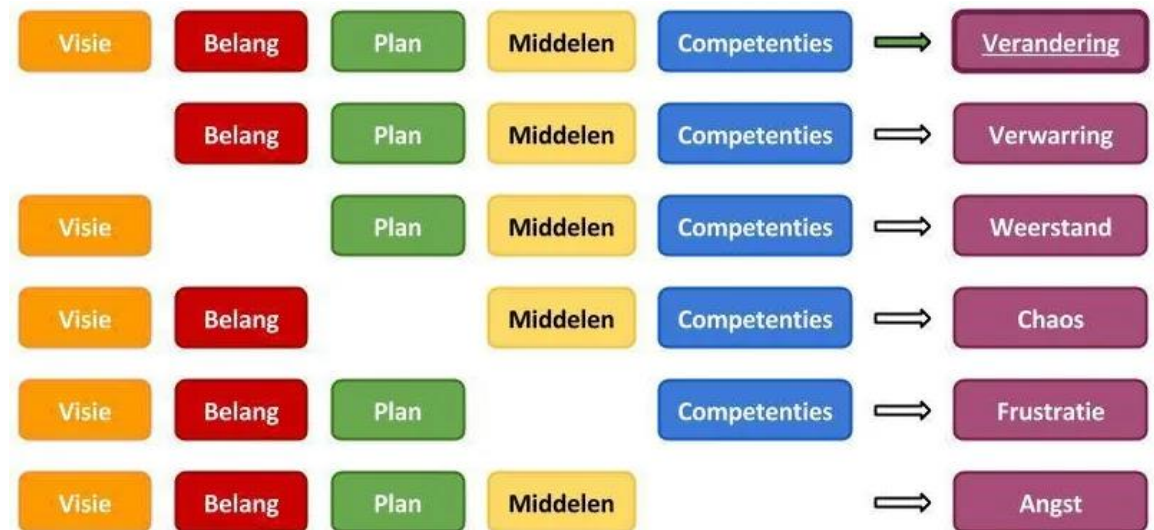 Visie Belang Plan Middelen Competenties Verandering
Belang Plan Middelen Competenties Verwarring
Visie Plan Middelen Competenties Weerstand
Visie Belang Middelen Competenties Chaos
Visie Belang Plan Competenties Frustratie
Visie Belang Plan Middelen Angst